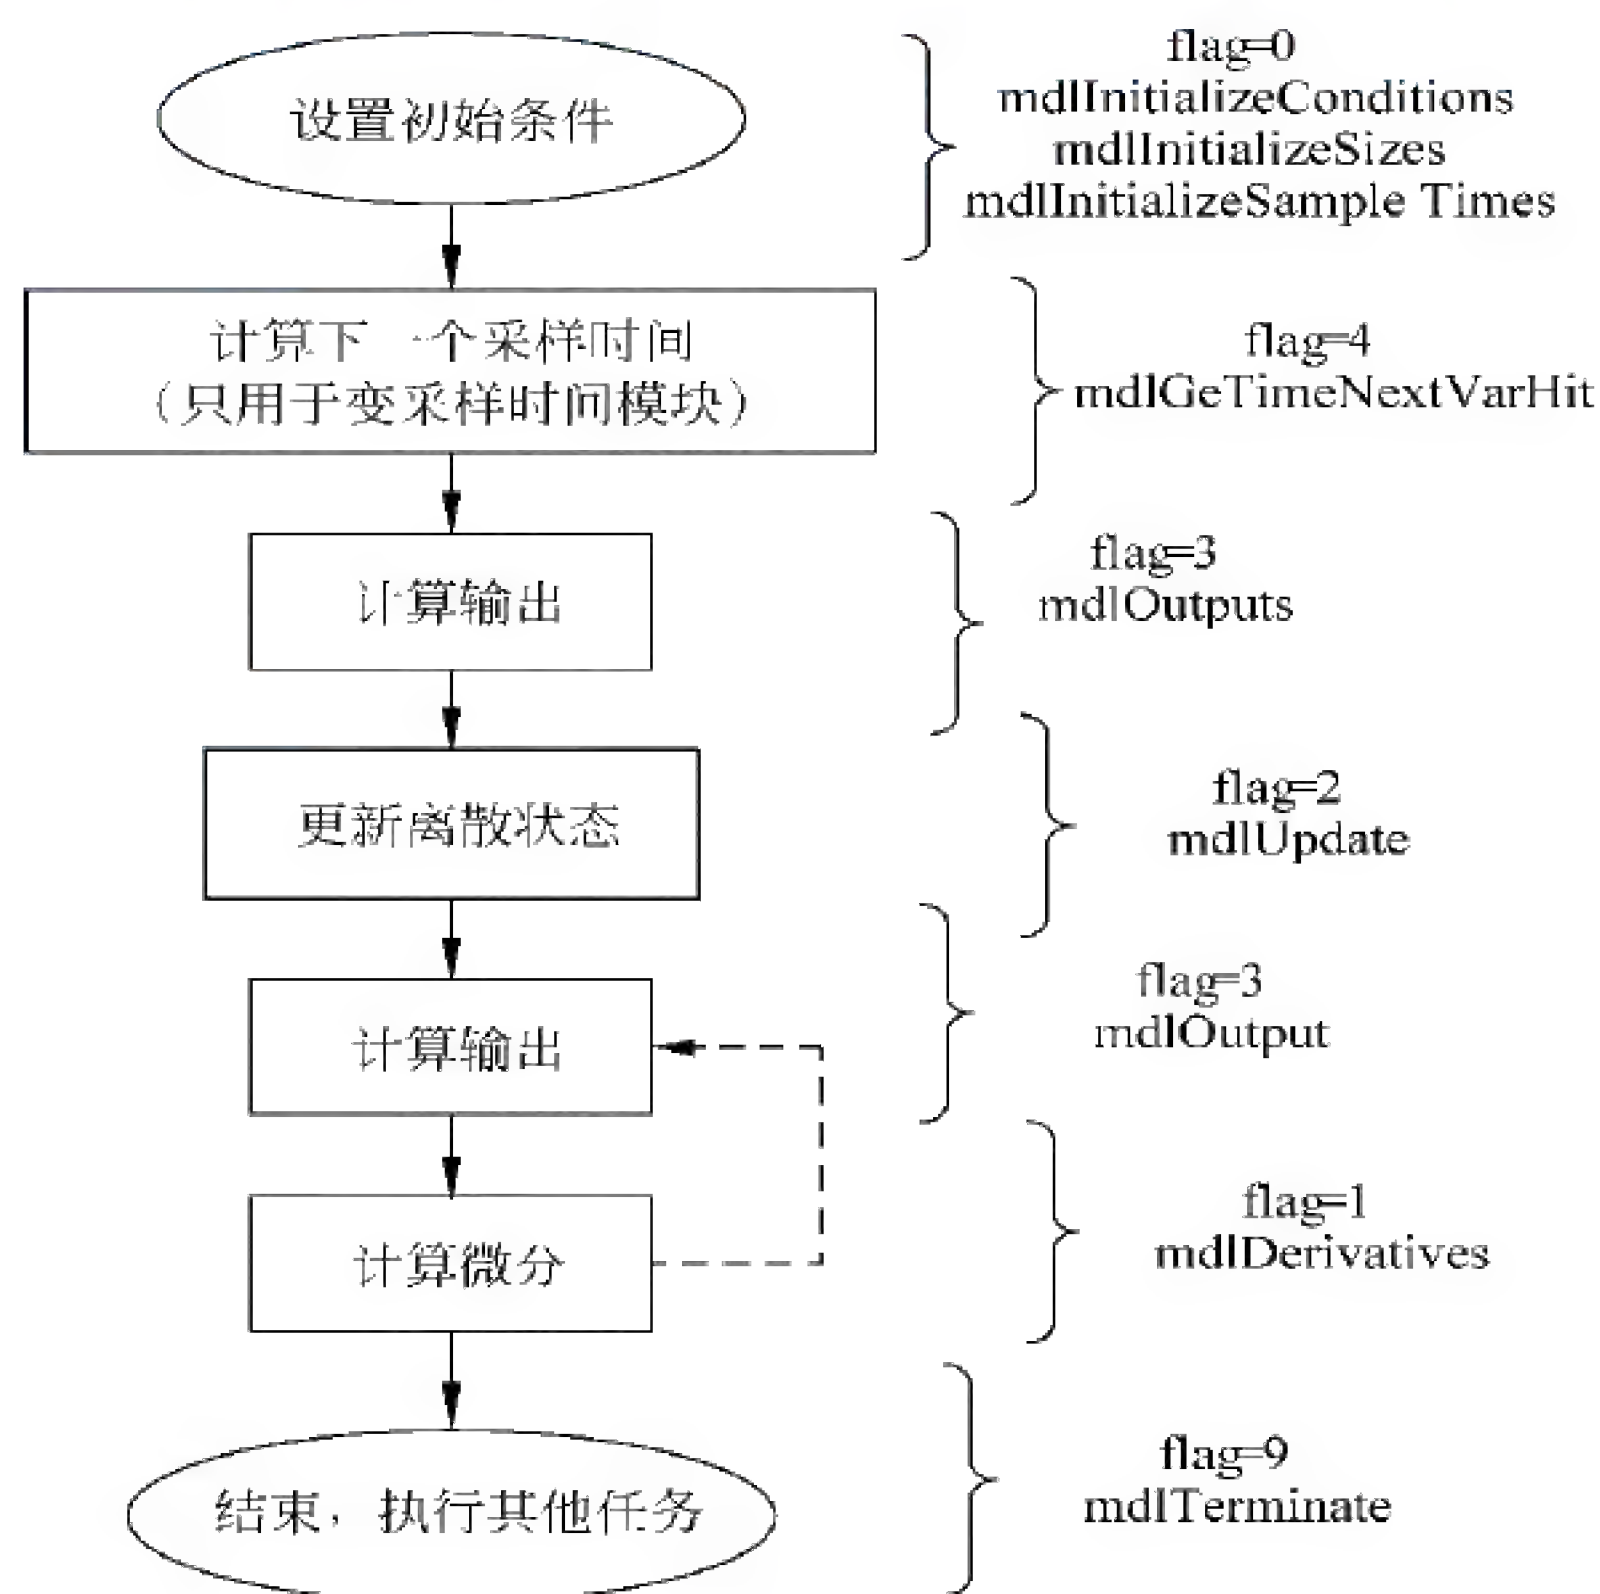 设置初始条件
flag=0
mdlInitializeConditions
mdlInitializeSizes
mdlInitializeSample Times
计算下一个采样时间
（只用于变采样时间模块）
flag=4
mdlGeTimeNextVarHit
计算输出
flag=3
mdlOutputs
更新离散状态
flag=2
mdlUpdate
计算输出
flag=3
mdlOutput
计算微分
flag=1
mdlDerivatives
结束，执行其他任务
flag=9
mdlTerminate